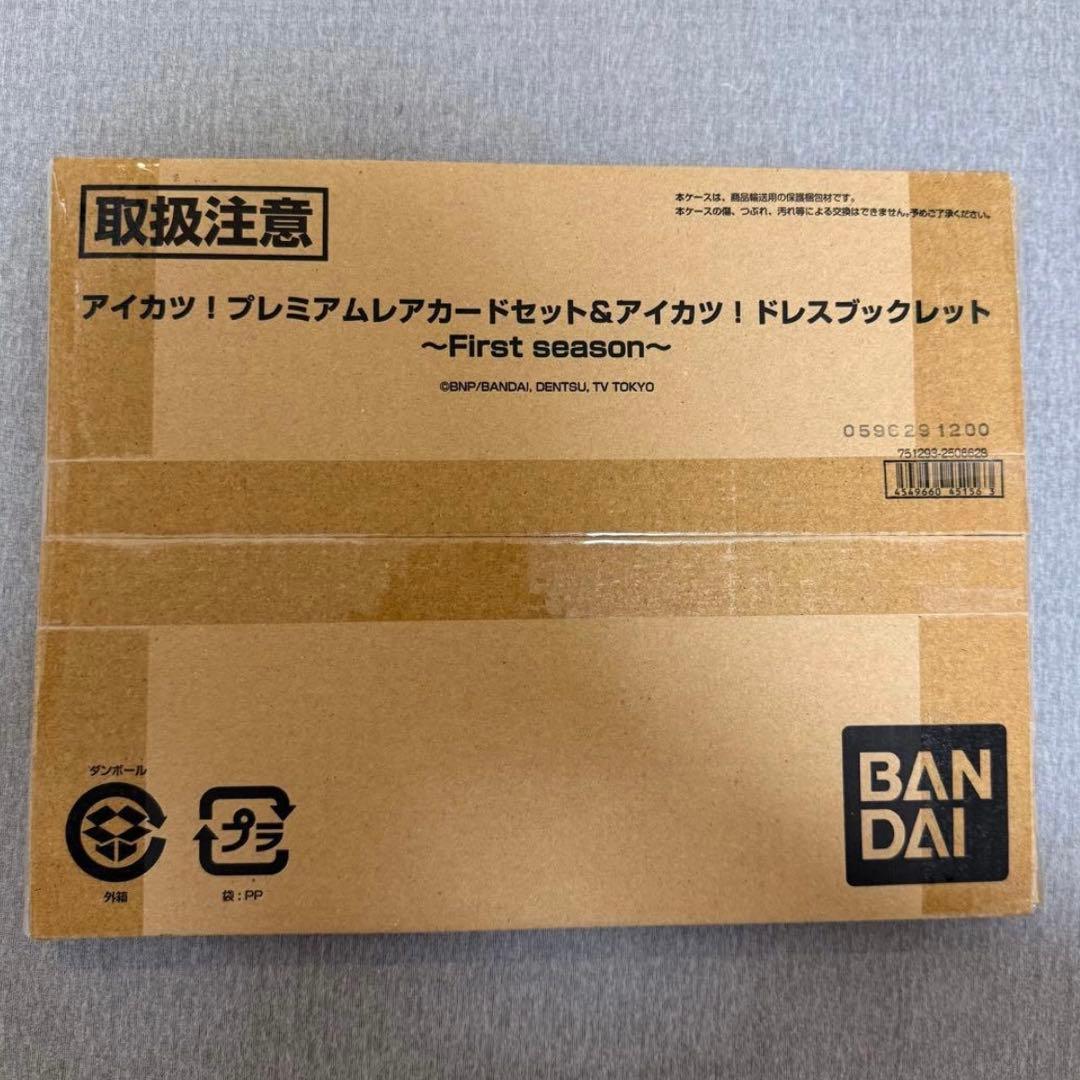 取扱注意
本ケースは、商品輸送用の保護梱包材です。
本ケースの傷、つぶれ、汚れ等による交換はできません。予めご了承ください。
アイカツ！プレミアムレアカードセット&アイカツ！ドレスブックレット
～First season～
©BNP/BANDAI, DENTSU, TV TOKYO
0596291200
751293-2508628
4549660 45156 3
ダンボール
外箱
プラ
袋：PP
BAN
DAI